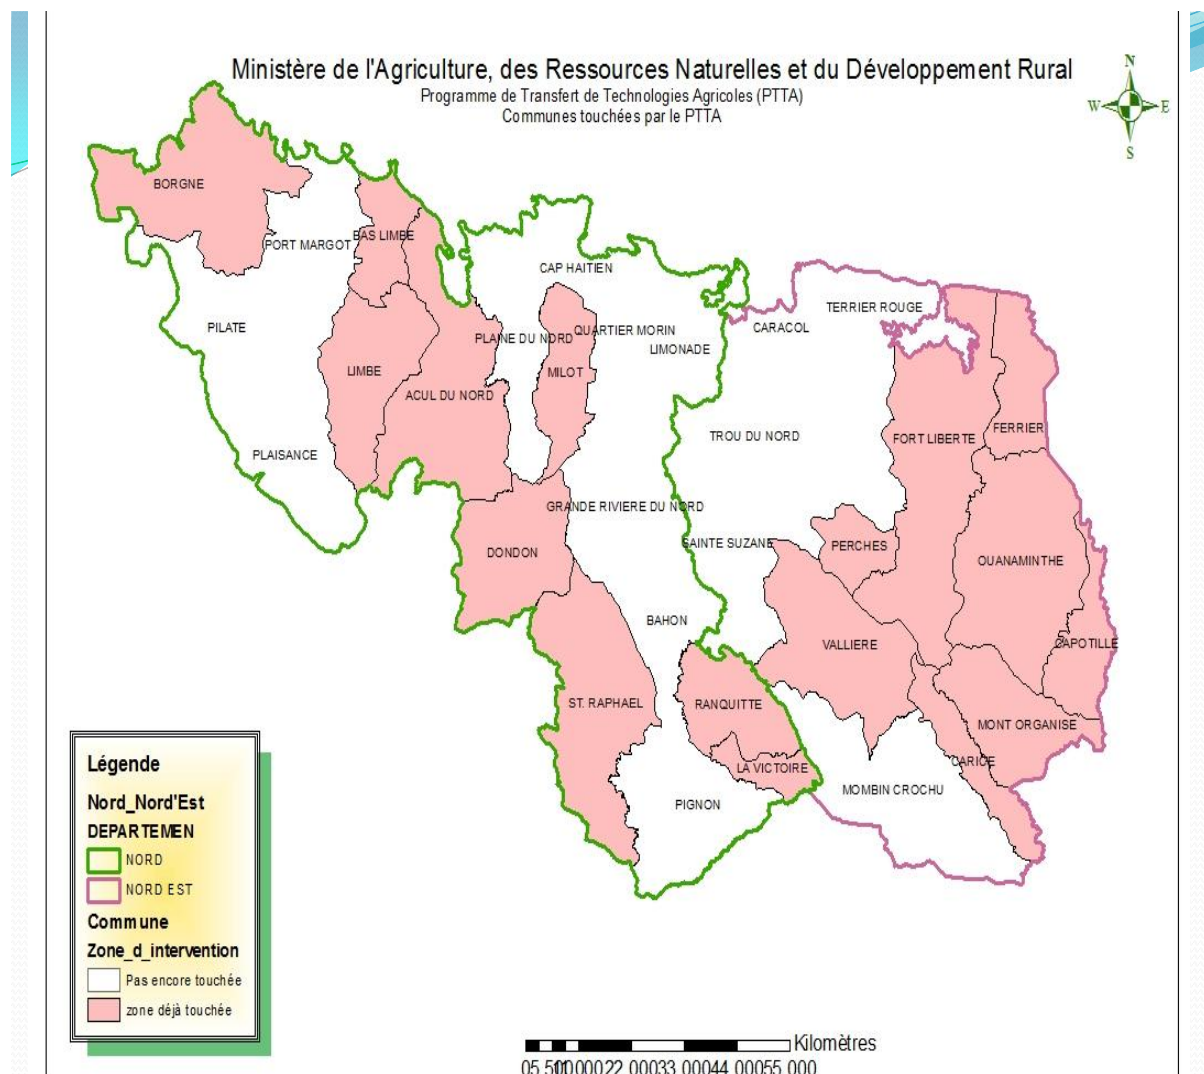 Ministère de l'Agriculture, des Ressources Naturelles et du Développement Rural
Programme de Transfert de Technologies Agricoles (PTTA)
Communes touchées par le PTTA
N
W E
S
BORGNE
PORT MARGOT
BAS LIMBE
CAP HAITIEN
TERRIER ROUGE
PILATE
PLAINE DU NORD
QUARTIER MORIN
CARACOL
LIMONADE
LIMBE
MILOT
ACUL DU NORD
FERRIER
TROU DU NORD
FORT LIBERTE
PLAISANCE
GRANDE RIVIERE DU NORD
SAINTE SUZANE
PERCHES
DONDON
OUANAMINTHE
BAHON
VALLIERE
CAPOTILLE
ST. RAPHAEL
RANQUITTE
MONT ORGANISE
LA VICTOIRE
CARICE
PIGNON
MOMBIN CROCHU
Légende
Nord_Nord'Est
DEPARTEMEN
NORD
NORD EST
Commune
Zone_d_intervention
Pas encore touchée
zone déjà touchée
Kilomètres